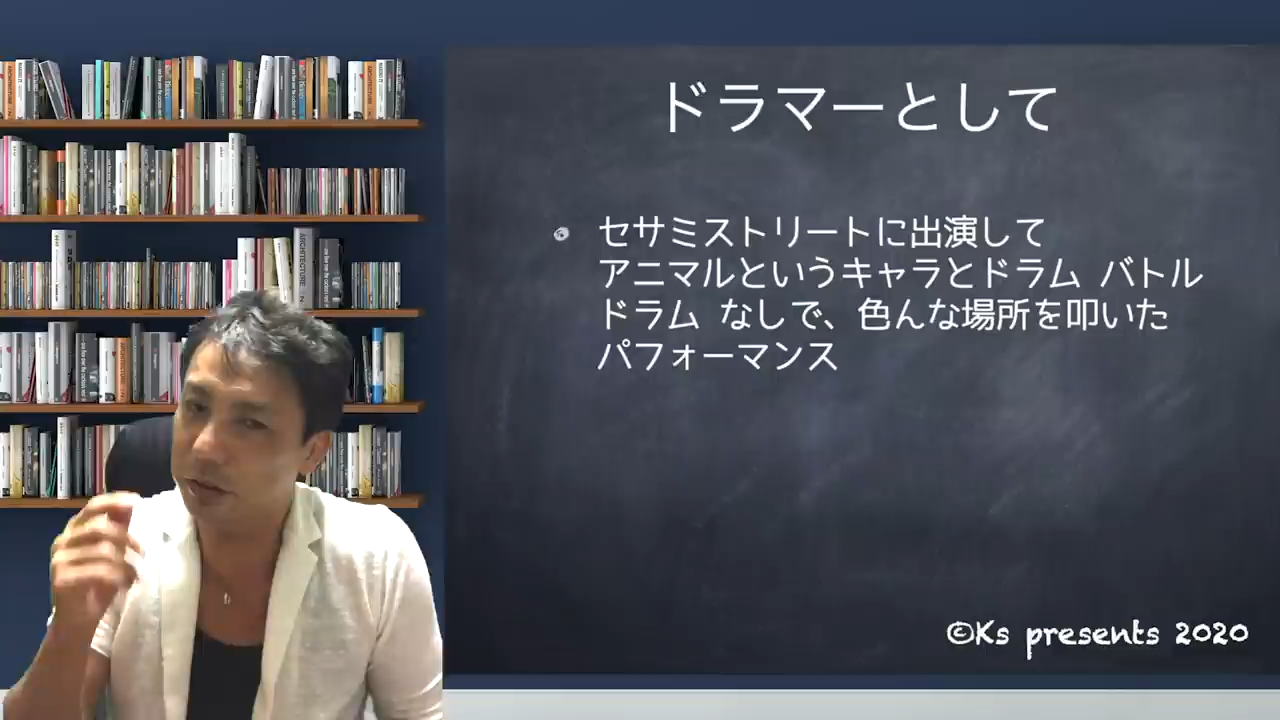 ドラマーとして
セサミストリートに出演して
アニマルというキャラとドラム バトル
ドラム なしで、色んな場所を叩いた
パフォーマンス
©Ks presents 2020